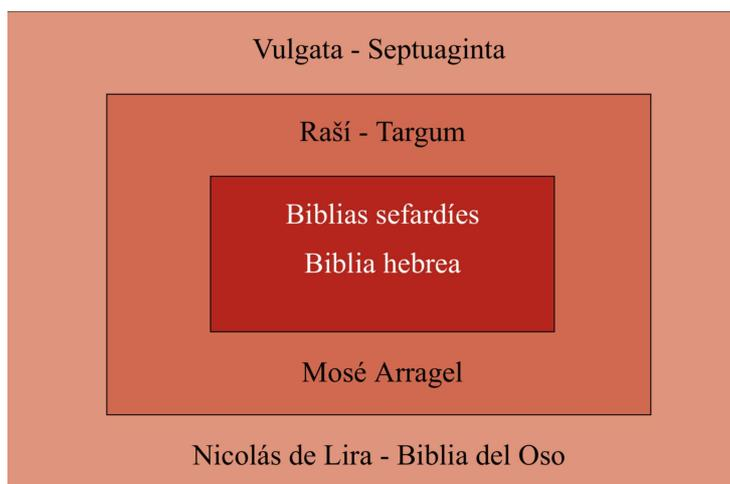 Vulgata - Septuaginta
Raší - Targum
Biblias sefardíes
Biblia hebrea
Mosé Arragel
Nicolás de Lira - Biblia del Oso